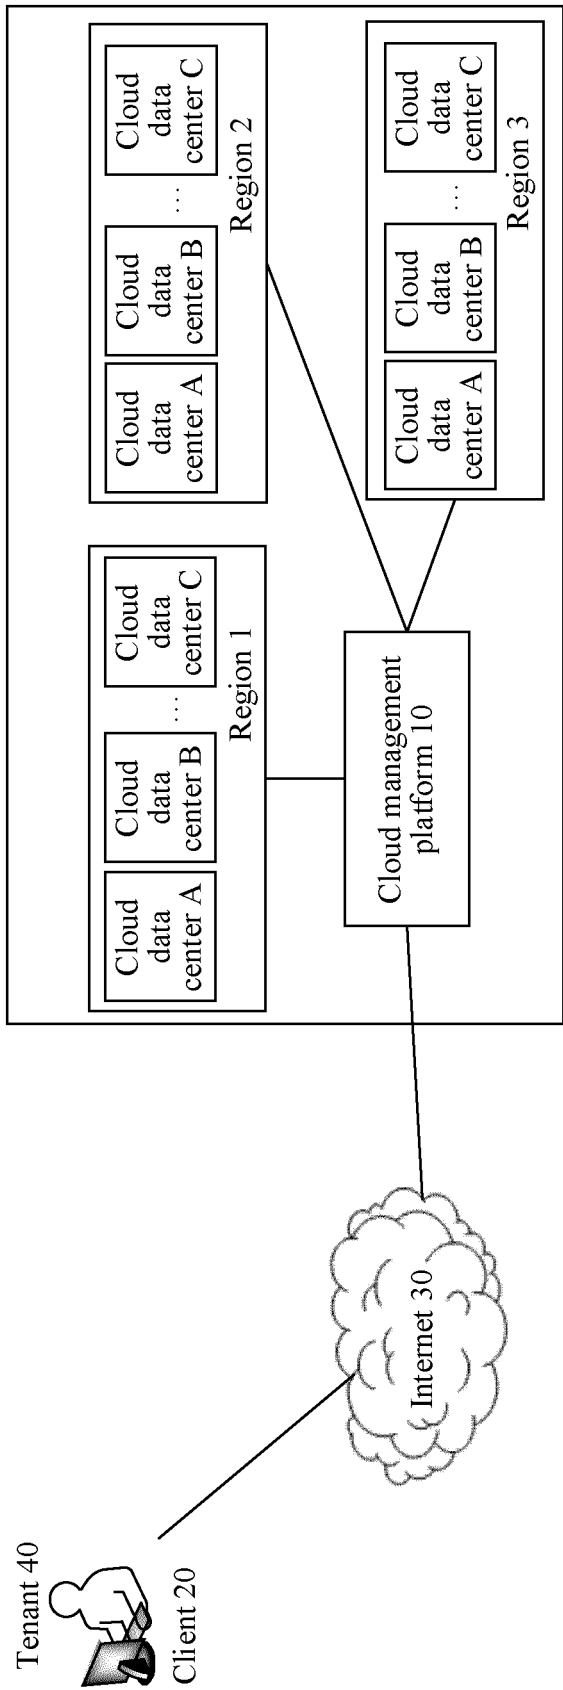 Tenant 40
Client 20
Internet 30
Cloud management
platform 10
Cloud
data
center A
Cloud
data
center B
...
Cloud
data
center C
Region 1
Cloud
data
center A
Cloud
data
center B
...
Cloud
data
center C
Region 2
Cloud
data
center A
Cloud
data
center B
...
Cloud
data
center C
Region 3